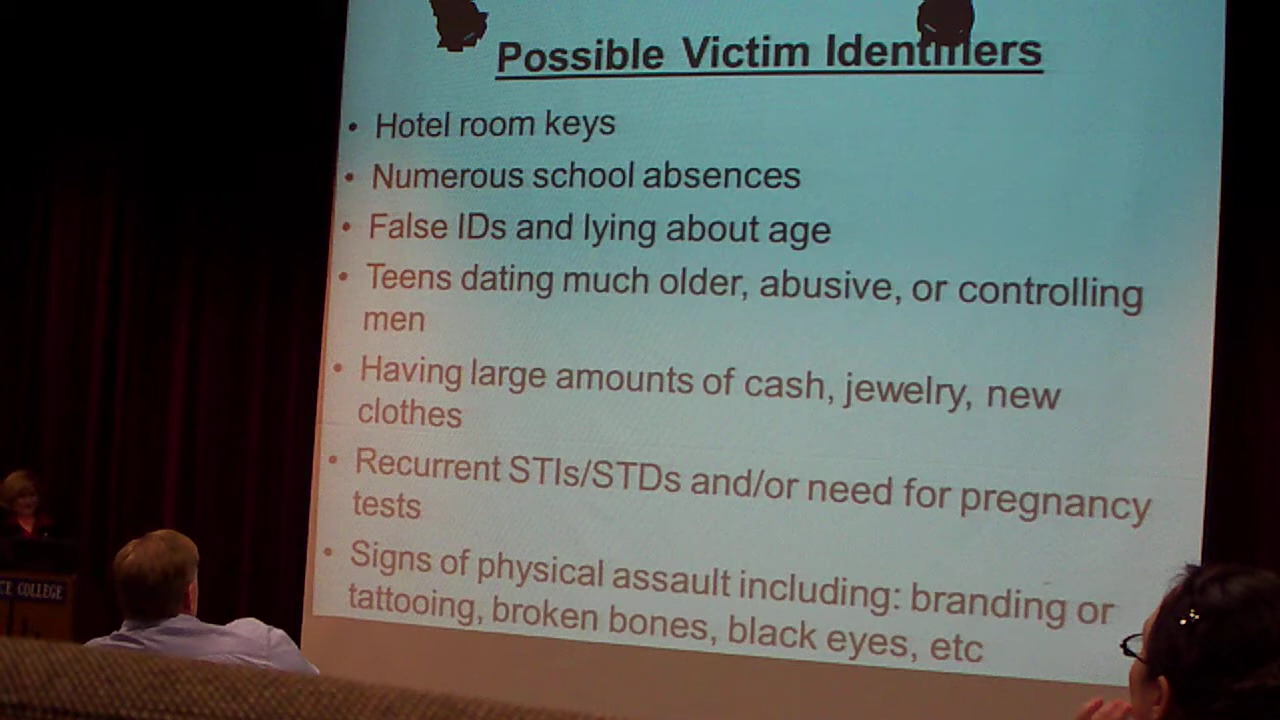 Possible Victim Identifiers
• Hotel room keys
• Numerous school absences
• False IDs and lying about age
• Teens dating much older, abusive, or controlling
men
• Having large amounts of cash, jewelry, new
clothes
• Recurrent STIs/STDs and/or need for pregnancy
tests
• Signs of physical assault including: branding or
tattooing, broken bones, black eyes, etc
CE COLLEGE